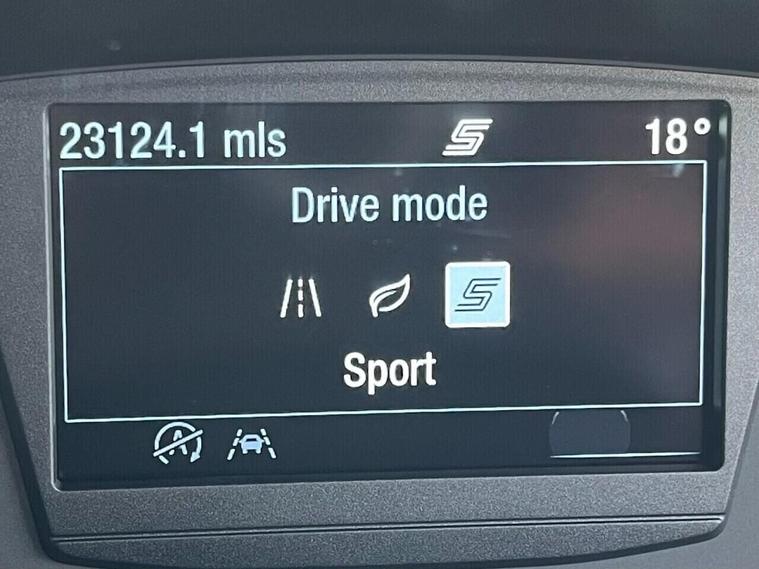 23124.1 mls S 18°
Drive mode
S
Sport
A